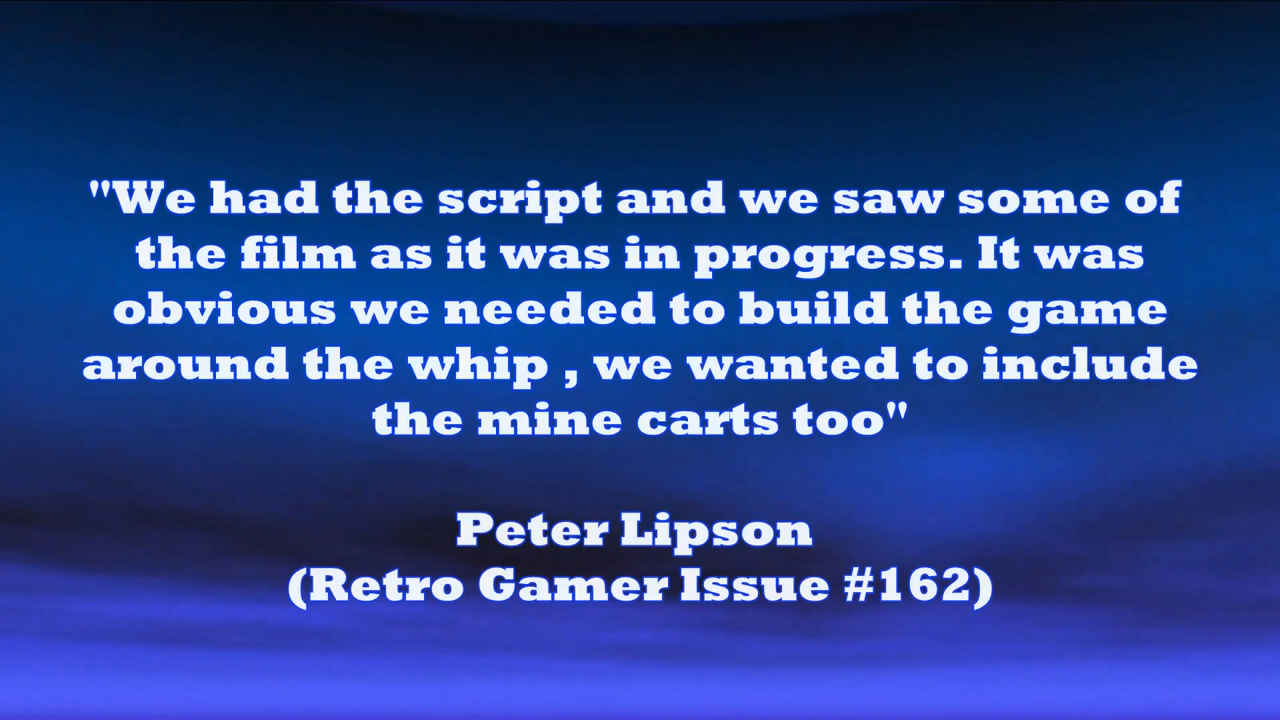 "We had the script and we saw some of
the film as it was in progress. It was
obvious we needed to build the game
around the whip , we wanted to include
the mine carts too"
Peter Lipson
(Retro Gamer Issue #162)